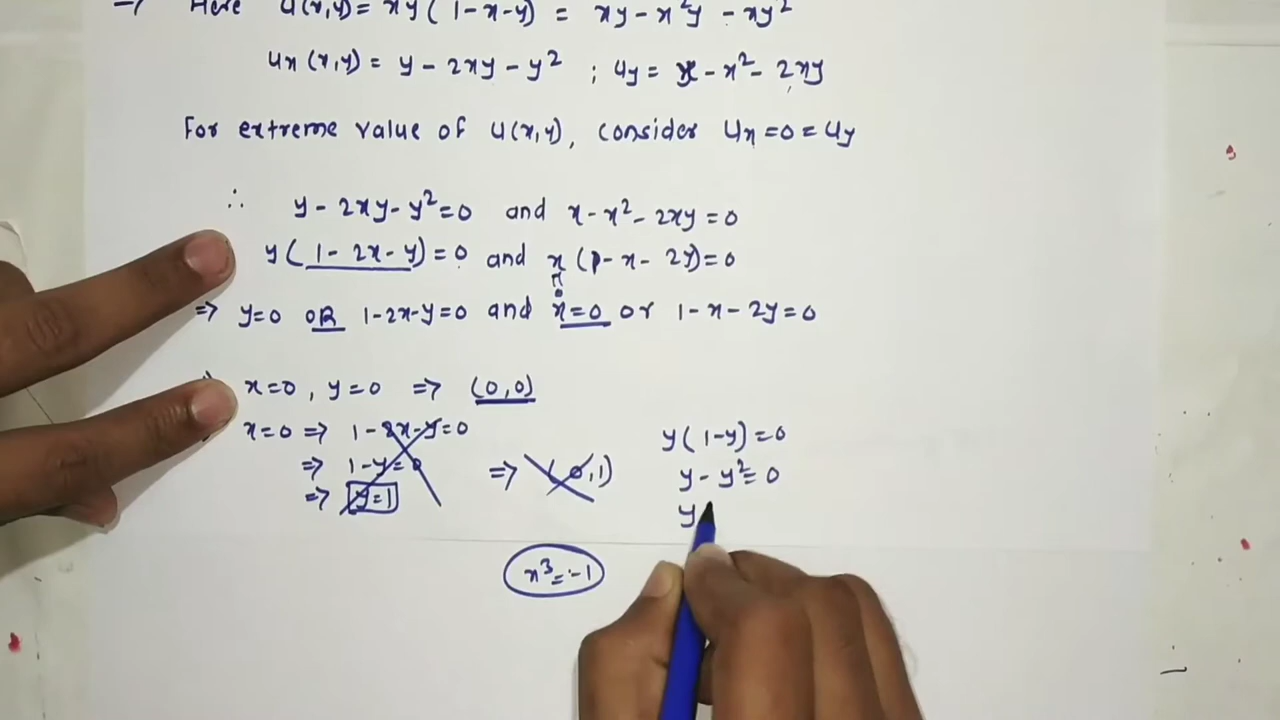 → Here u(x,y) = xy(1-x-y) = xy - x²y - xy²
ux(x,y) = y - 2xy - y² ; uy = x - x² - 2xy
For extreme value of u(x,y), consider ux = 0 = uy
∴ y - 2xy - y² = 0 and x - x² - 2xy = 0
y(1 - 2x - y) = 0 and x(1 - x - 2y) = 0
⇒ y=0 OR 1-2x-y=0 and x=0 or 1-x-2y=0
x=0, y=0 ⇒ (0,0)
x=0 ⇒ 1-2x-y=0
⇒ 1-y=0 ⇒ (0,1)
⇒ y=1
y(1-y)=0
y - y² = 0
y
x³ = -1